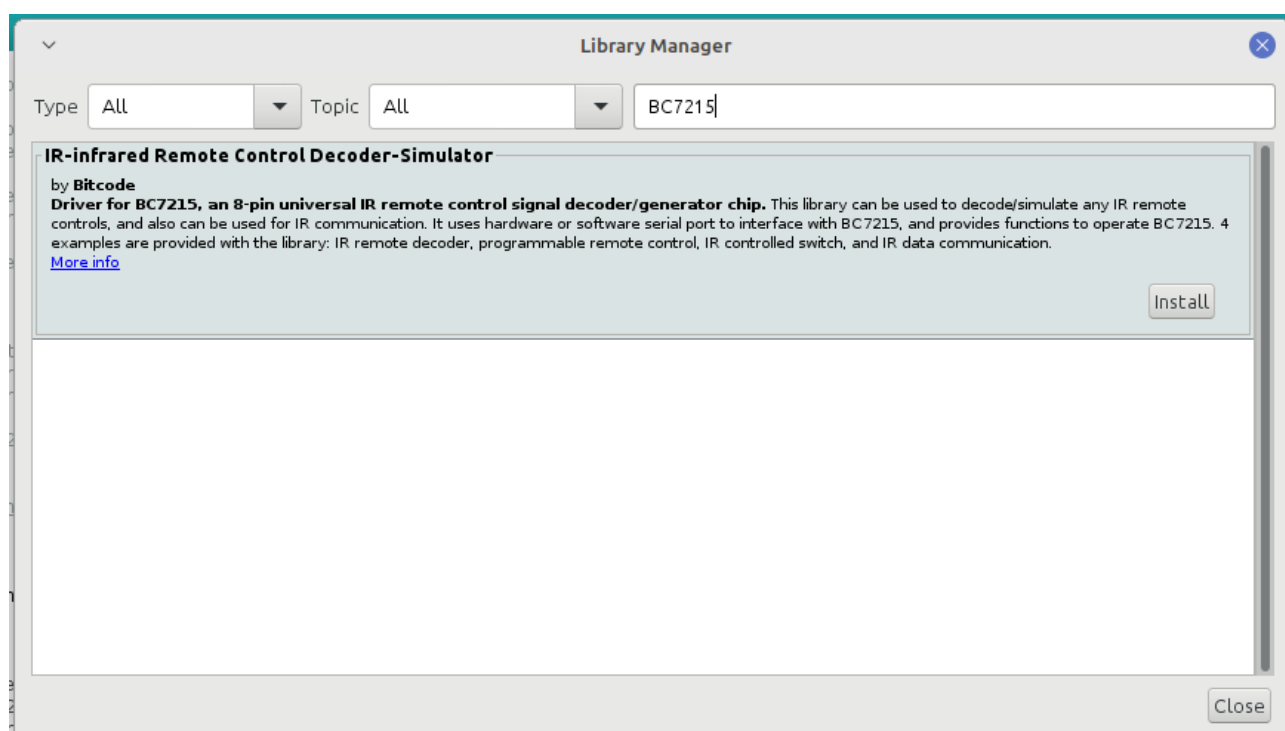 Library Manager
Type All Topic All BC7215
IR-infrared Remote Control Decoder-Simulator
by Bitcode
Driver for BC7215, an 8-pin universal IR remote control signal decoder/generator chip. This library can be used to decode/simulate any IR remote
controls, and also can be used for IR communication. It uses hardware or software serial port to interface with BC7215, and provides functions to operate BC7215. 4
examples are provided with the library: IR remote decoder, programmable remote control, IR controlled switch, and IR data communication.
More info
Install
Close